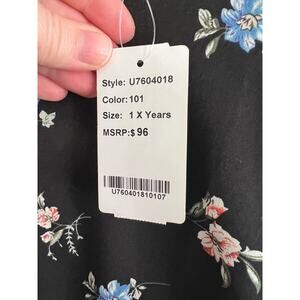 Style: U7604018
Color:101
Size: 1 X Years
MSRP:$96
U760401810107